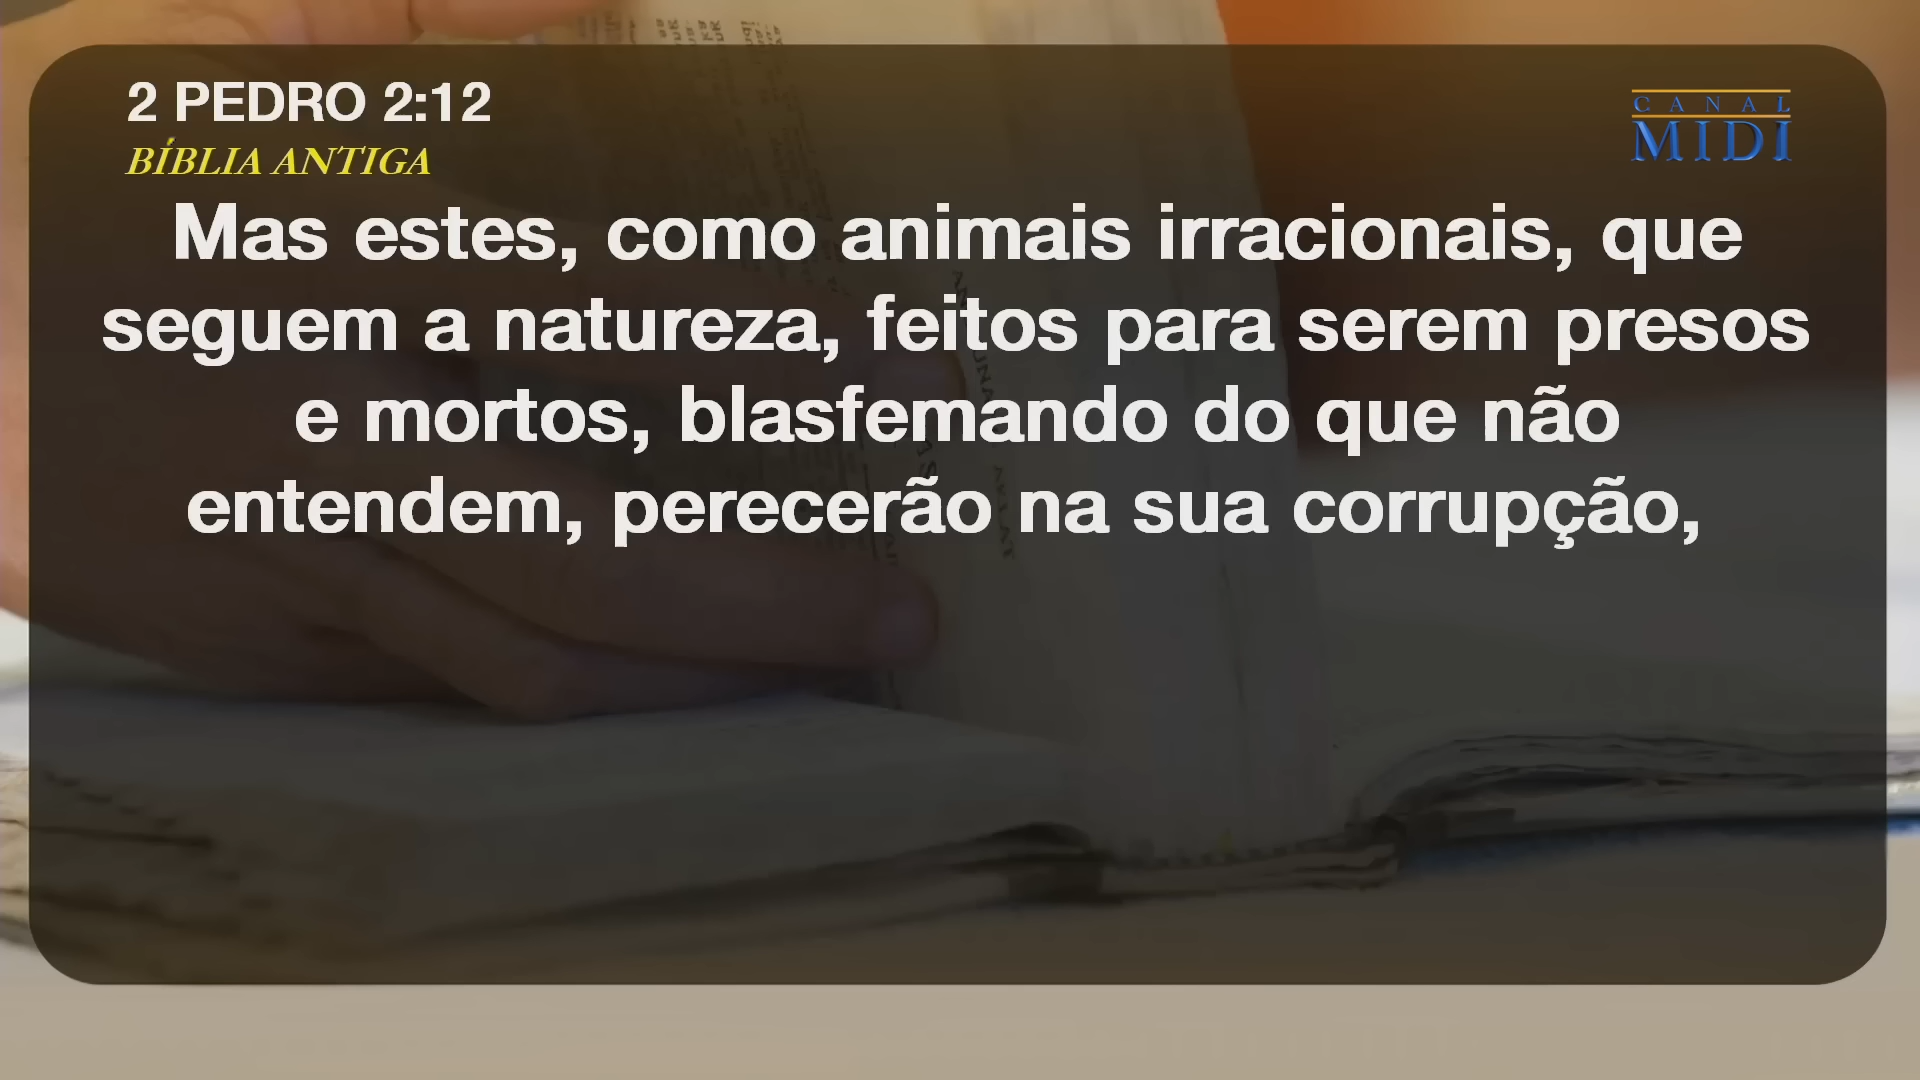 2 PEDRO 2:12
BÍBLIA ANTIGA
CANAL
MIDI
Mas estes, como animais irracionais, que
seguem a natureza, feitos para serem presos
e mortos, blasfemando do que não
entendem, perecerão na sua corrupção,